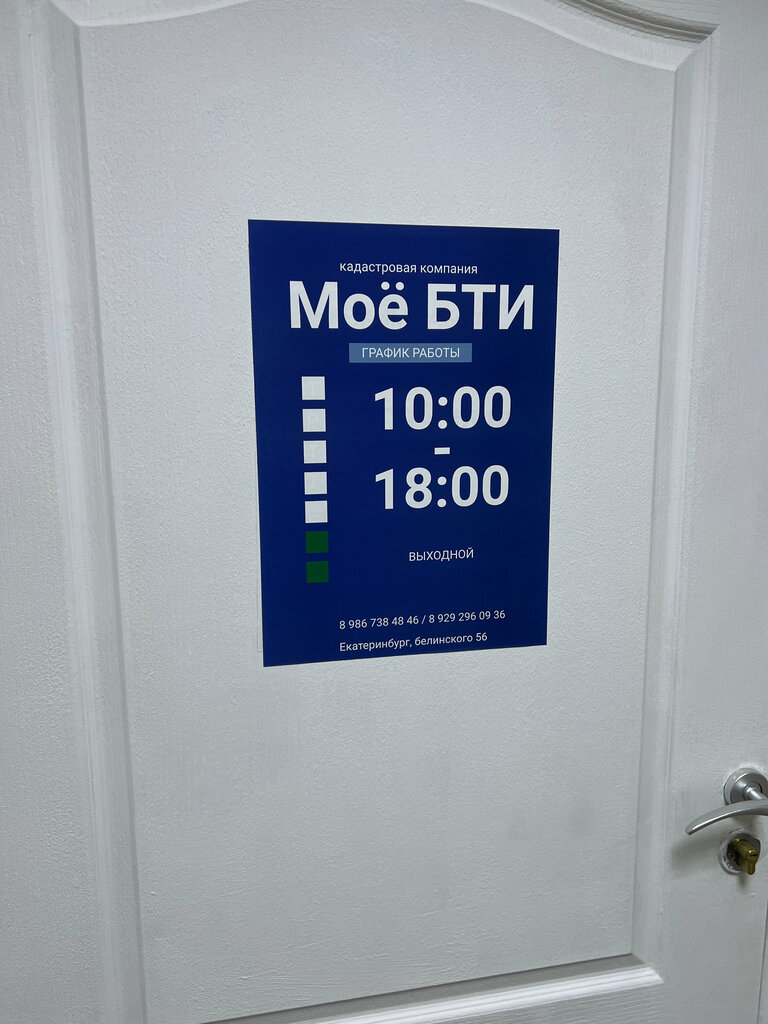 кадастровая компания
Моё БТИ
ГРАФИК РАБОТЫ
10:00
-
18:00
ВЫХОДНОЙ
8 986 738 48 46 / 8 929 296 09 36
Екатеринбург, белинского 56